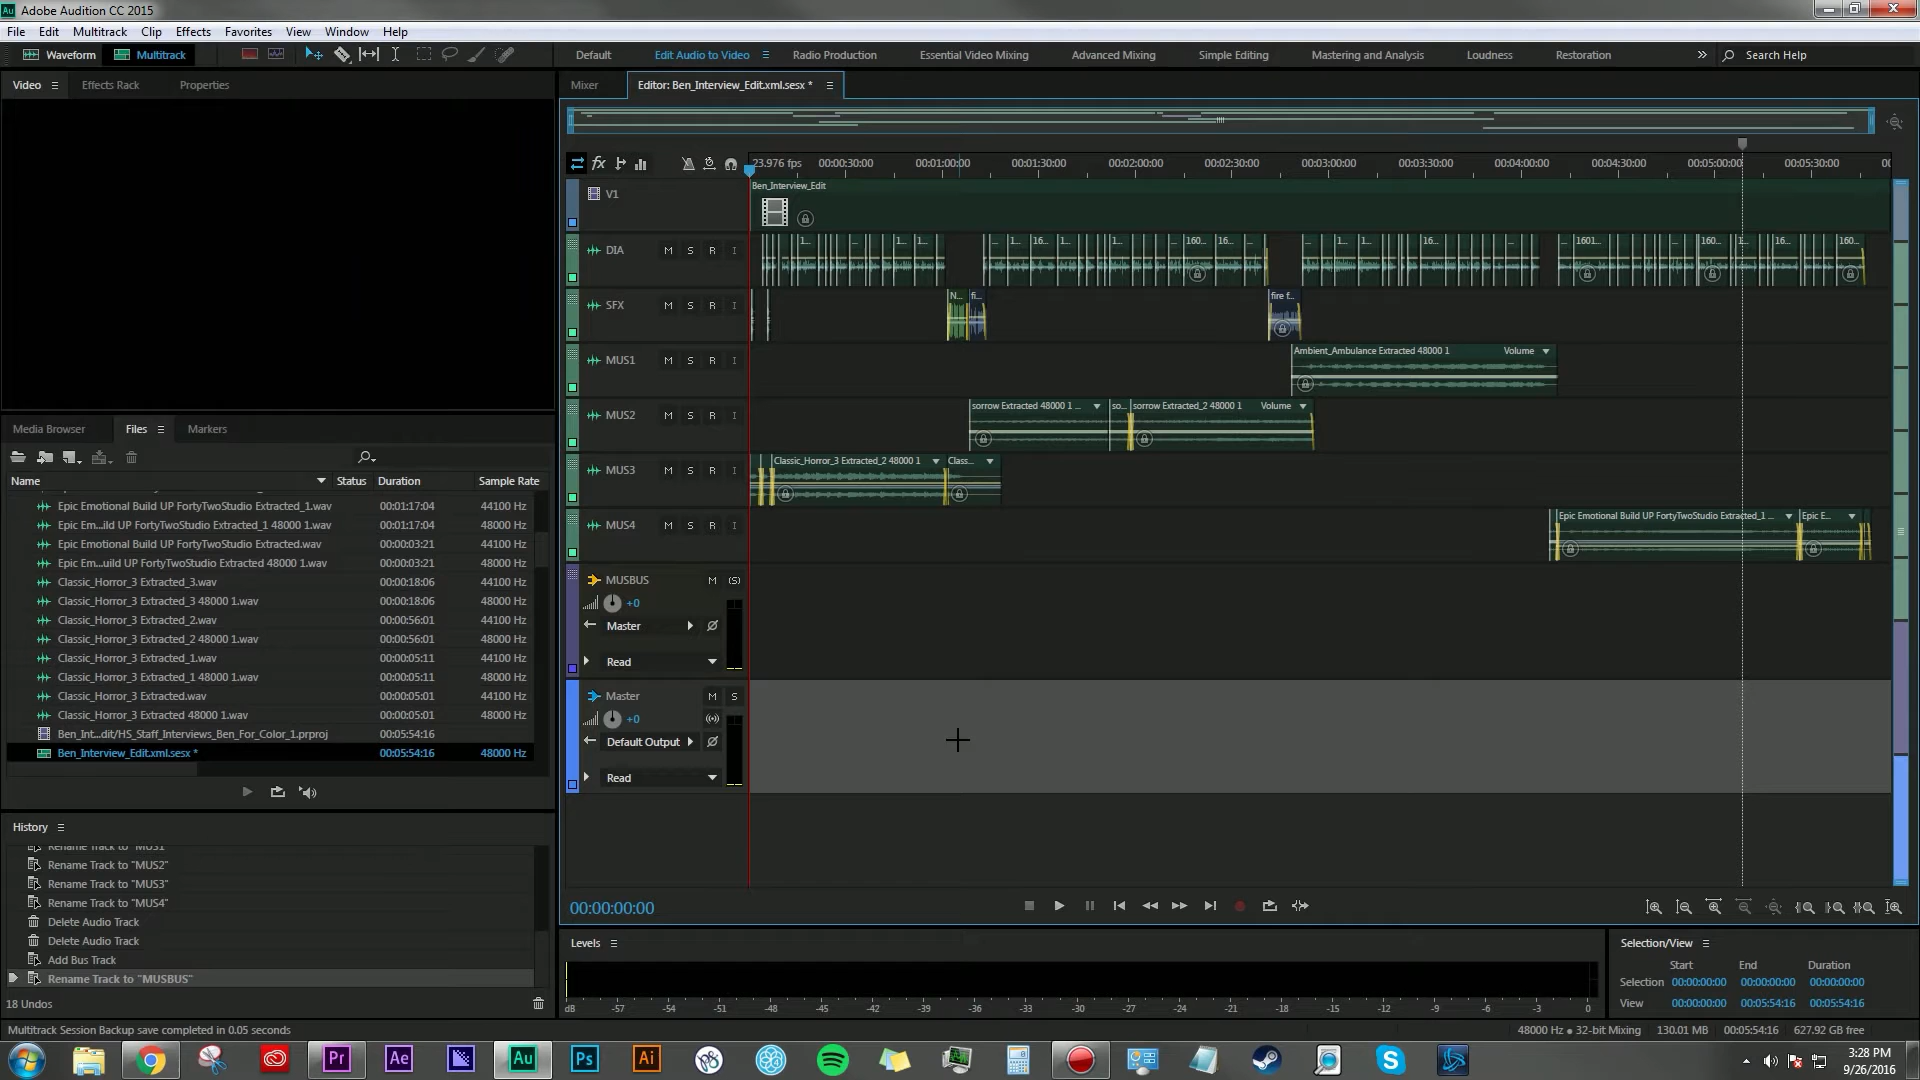 Adobe Audition CC 2015
File Edit Multitrack Clip Effects Favorites View Window Help
Waveform Multitrack Default Edit Audio to Video Radio Production Essential Video Mixing Advanced Mixing Simple Editing Mastering and Analysis Loudness Restoration Search Help
Video Effects Rack Properties
Mixer Editor: Ben_Interview_Edit.xml.sesx *
23.976 fps 00:00:30:00 00:01:00:00 00:01:30:00 00:02:00:00 00:02:30:00 00:03:00:00 00:03:30:00 00:04:00:00 00:04:30:00 00:05:00:00 00:05:30:00
V1 Ben_Interview_Edit
DIA M S R I
SFX M S R I N... fi... fire f...
MUS1 M S R I Ambient_Ambulance Extracted 48000 1 Volume
MUS2 M S R I sorrow Extracted 48000 1 ... so... sorrow Extracted_2 48000 1 Volume
MUS3 M S R I Classic_Horror_3 Extracted_2 48000 1 Class...
MUS4 M S R I Epic Emotional Build UP FortyTwoStudio Extracted_1 ... Epic E...
MUSBUS M (S)
+0
Master
Read
Master M S
+0
Default Output
Read
Media Browser Files Markers
Name Status Duration Sample Rate
Epic Emotional Build UP FortyTwoStudio Extracted_1.wav 00:01:17:04 44100 Hz
Epic Em...ild UP FortyTwoStudio Extracted_1 48000 1.wav 00:01:17:04 48000 Hz
Epic Emotional Build UP FortyTwoStudio Extracted.wav 00:00:03:21 44100 Hz
Epic Em...uild UP FortyTwoStudio Extracted 48000 1.wav 00:00:03:21 48000 Hz
Classic_Horror_3 Extracted_3.wav 00:00:18:06 44100 Hz
Classic_Horror_3 Extracted_3 48000 1.wav 00:00:18:06 48000 Hz
Classic_Horror_3 Extracted_2.wav 00:00:56:01 44100 Hz
Classic_Horror_3 Extracted_2 48000 1.wav 00:00:56:01 48000 Hz
Classic_Horror_3 Extracted_1.wav 00:00:05:11 44100 Hz
Classic_Horror_3 Extracted_1 48000 1.wav 00:00:05:11 48000 Hz
Classic_Horror_3 Extracted.wav 00:00:05:01 44100 Hz
Classic_Horror_3 Extracted 48000 1.wav 00:00:05:01 48000 Hz
Ben_Int...dit/HS_Staff_Interviews_Ben_For_Color_1.prproj 00:05:54:16
Ben_Interview_Edit.xml.sesx * 00:05:54:16 48000 Hz
History
Rename Track to "MUS1"
Rename Track to "MUS2"
Rename Track to "MUS3"
Rename Track to "MUS4"
Delete Audio Track
Delete Audio Track
Add Bus Track
Rename Track to "MUSBUS"
18 Undos
00:00:00:00
Levels
dB -57 -54 -51 -48 -45 -42 -39 -36 -33 -30 -27 -24 -21 -18 -15 -12 -9 -6 -3 0
Selection/View
Start End Duration
Selection 00:00:00:00 00:00:00:00 00:00:00:00
View 00:00:00:00 00:05:54:16 00:05:54:16
Multitrack Session Backup save completed in 0.05 seconds
48000 Hz ● 32-bit Mixing 130.01 MB 00:05:54:16 627.92 GB free
Pr Ae Au Ps Ai
3:28 PM
9/26/2016